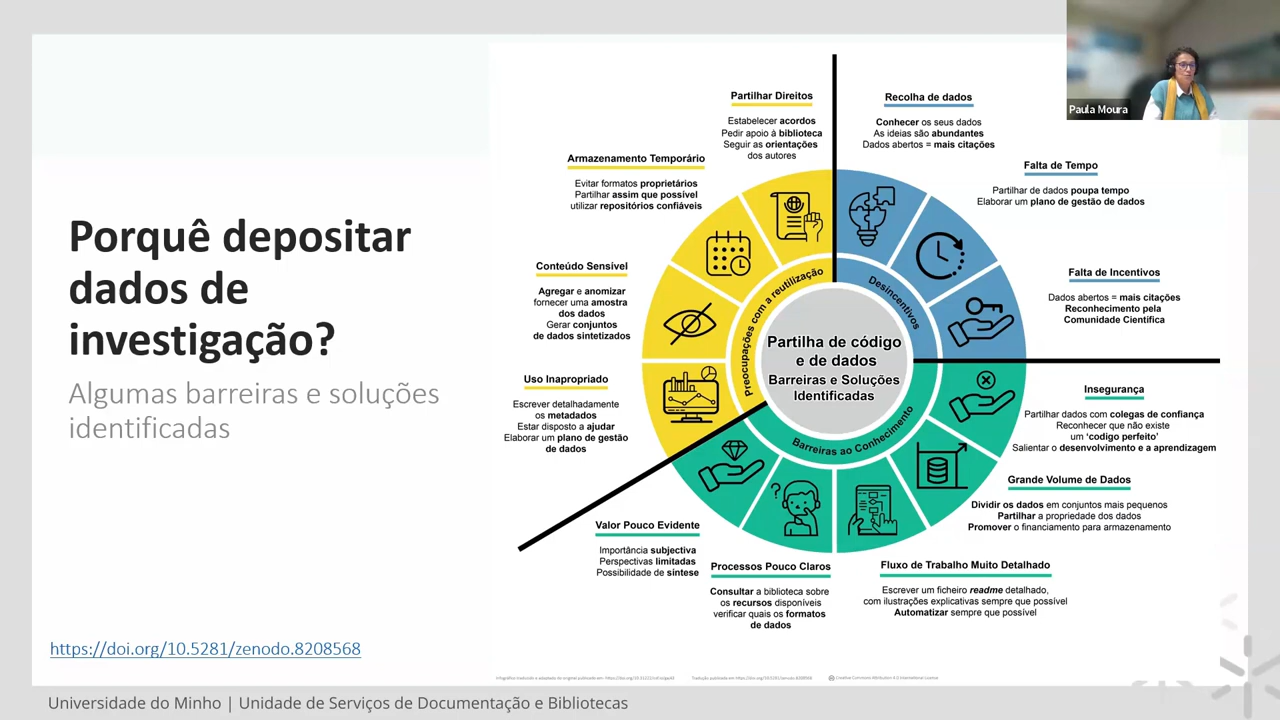 Paula Moura
Porquê depositar
dados de
investigação?
Algumas barreiras e soluções
identificadas
https://doi.org/10.5281/zenodo.8208568
Partilhar Direitos
Estabelecer acordos
Pedir apoio à biblioteca
Seguir as orientações
dos autores
Armazenamento Temporário
Evitar formatos proprietários
Partilhar assim que possível
utilizar repositórios confiáveis
Conteúdo Sensível
Agregar e anomizar
fornecer uma amostra
dos dados
Gerar conjuntos
de dados sintetizados
Uso Inapropriado
Escrever detalhadamente
os metadados
Estar disposto a ajudar
Elaborar um plano de gestão
de dados
Recolha de dados
Conhecer os seus dados
As ideias são abundantes
Dados abertos = mais citações
Falta de Tempo
Partilhar de dados poupa tempo
Elaborar um plano de gestão de dados
Falta de Incentivos
Dados abertos = mais citações
Reconhecimento pela
Comunidade Científica
Preocupações com a reutilização
Desincentivos
Barreiras ao Conhecimento
Partilha de código
e de dados
Barreiras e Soluções
Identificadas
Insegurança
Partilhar dados com colegas de confiança
Reconhecer que não existe
um ‘codigo perfeito’
Salientar o desenvolvimento e a aprendizagem
Grande Volume de Dados
Dividir os dados em conjuntos mais pequenos
Partilhar a propriedade dos dados
Promover o financiamento para armazenamento
Fluxo de Trabalho Muito Detalhado
Escrever um ficheiro readme detalhado,
com ilustrações explicativas sempre que possível
Automatizar sempre que possível
Processos Pouco Claros
Consultar a biblioteca sobre
os recursos disponíveis
verificar quais os formatos
de dados
Valor Pouco Evidente
Importância subjectiva
Perspectivas limitadas
Possibilidade de síntese
Universidade do Minho | Unidade de Serviços de Documentação e Bibliotecas